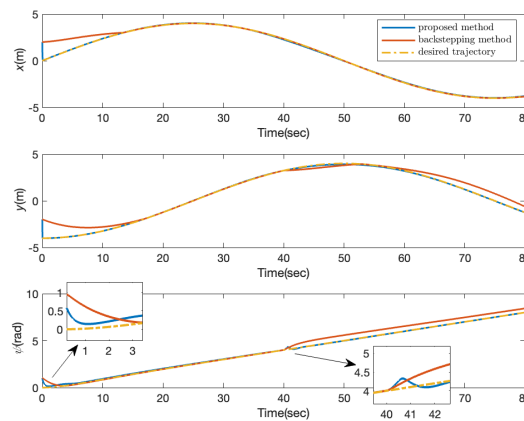 5
x(m)
0
-5
proposed method
backstepping method
desired trajectory
0 10 20 30 40 50 60 70 80
Time(sec)
5
y(m)
0
-5
0 10 20 30 40 50 60 70 80
Time(sec)
10
ψ(rad)
5
0
1
0.5
0
1 2 3
5
4.5
4
40 41 42
0 10 20 30 40 50 60 70 80
Time(sec)